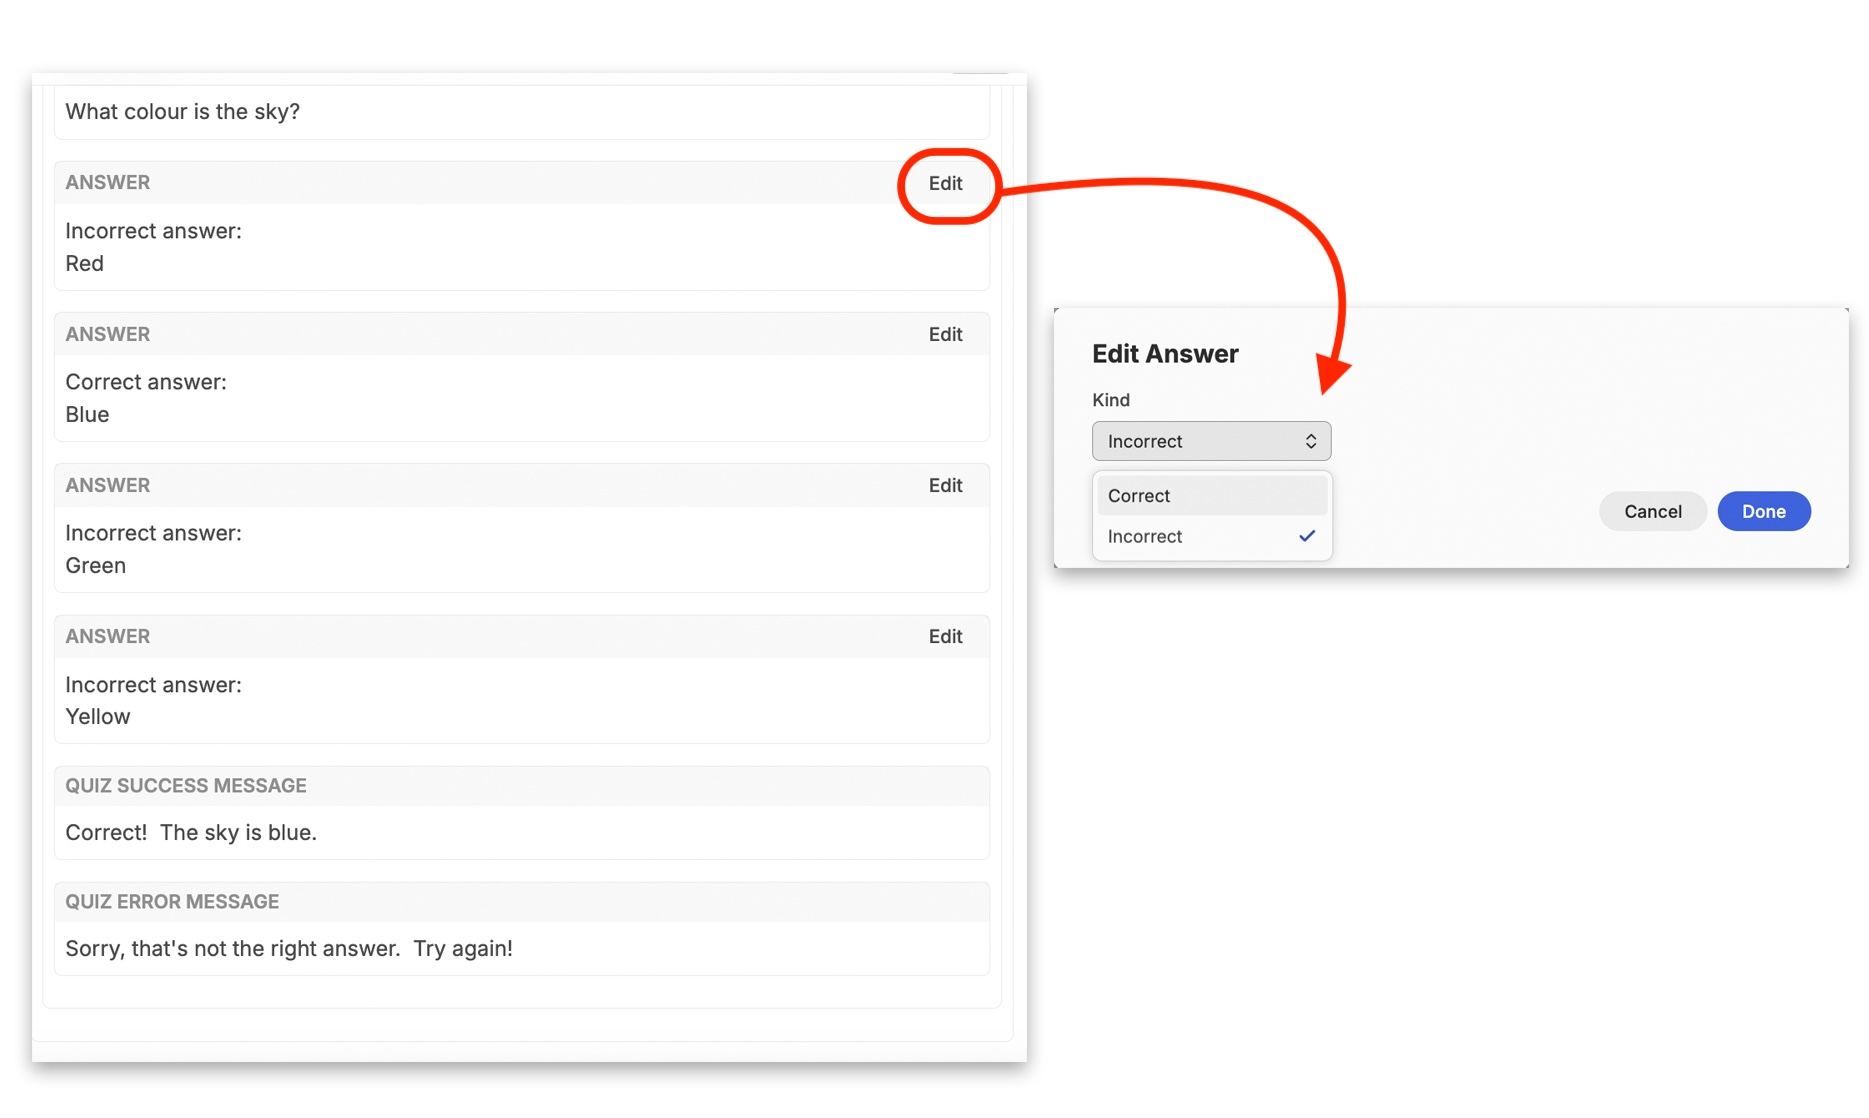 What colour is the sky?
ANSWER
Edit
Incorrect answer:
Red
ANSWER
Edit
Correct answer:
Blue
ANSWER
Edit
Incorrect answer:
Green
ANSWER
Edit
Incorrect answer:
Yellow
QUIZ SUCCESS MESSAGE
Correct!  The sky is blue.
QUIZ ERROR MESSAGE
Sorry, that's not the right answer.  Try again!
Edit Answer
Kind
Incorrect
Correct
Incorrect
Cancel
Done